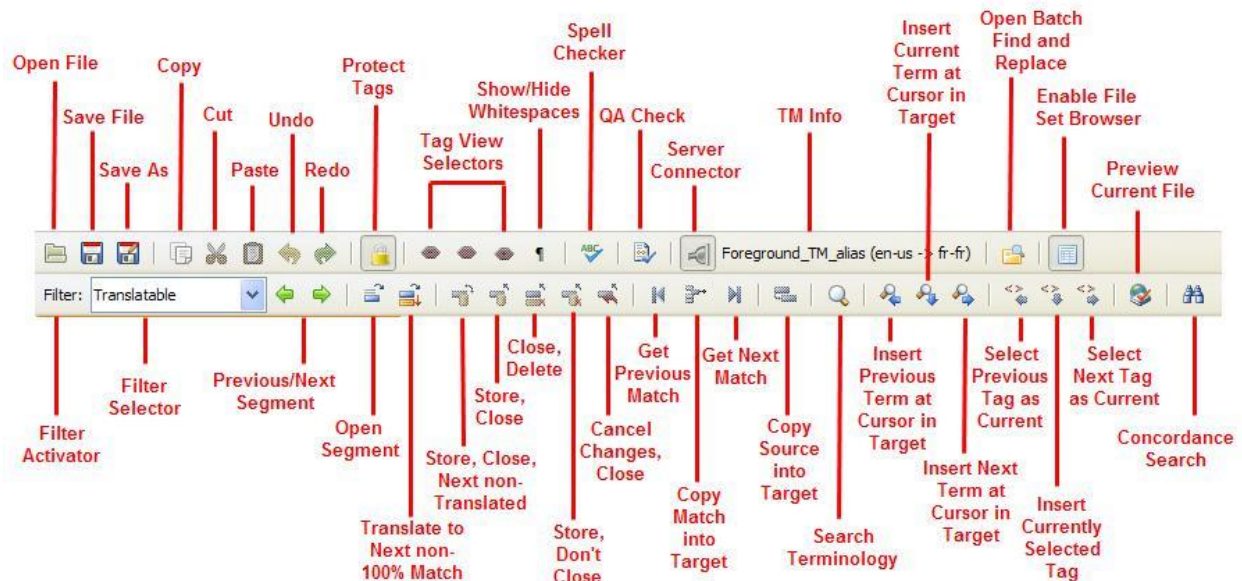 Open File
Save File
Save As
Copy
Cut
Paste
Undo
Redo
Protect
Tags
Tag View
Selectors
Show/Hide
Whitespaces
Spell
Checker
QA Check
Server
Connector
TM Info
Insert
Current
Term at
Cursor in
Target
Open Batch
Find and
Replace
Enable File
Set Browser
Preview
Current File
ABC
Foreground_TM_alias (en-us -> fr-fr)
Filter: Translatable
Filter
Activator
Filter
Selector
Previous/Next
Segment
Open
Segment
Translate to
Next non-
100% Match
Store, Close,
Next non-
Translated
Store,
Close
Close,
Delete
Store,
Don't
Close
Cancel
Changes,
Close
Get
Previous
Match
Copy
Match
into
Target
Get Next
Match
Copy
Source
into
Target
Search
Terminology
Insert
Previous
Term at
Cursor in
Target
Insert Next
Term at
Cursor in
Target
Select
Previous
Tag as
Current
Insert
Currently
Selected
Tag
Select
Next Tag
as Current
Concordance
Search